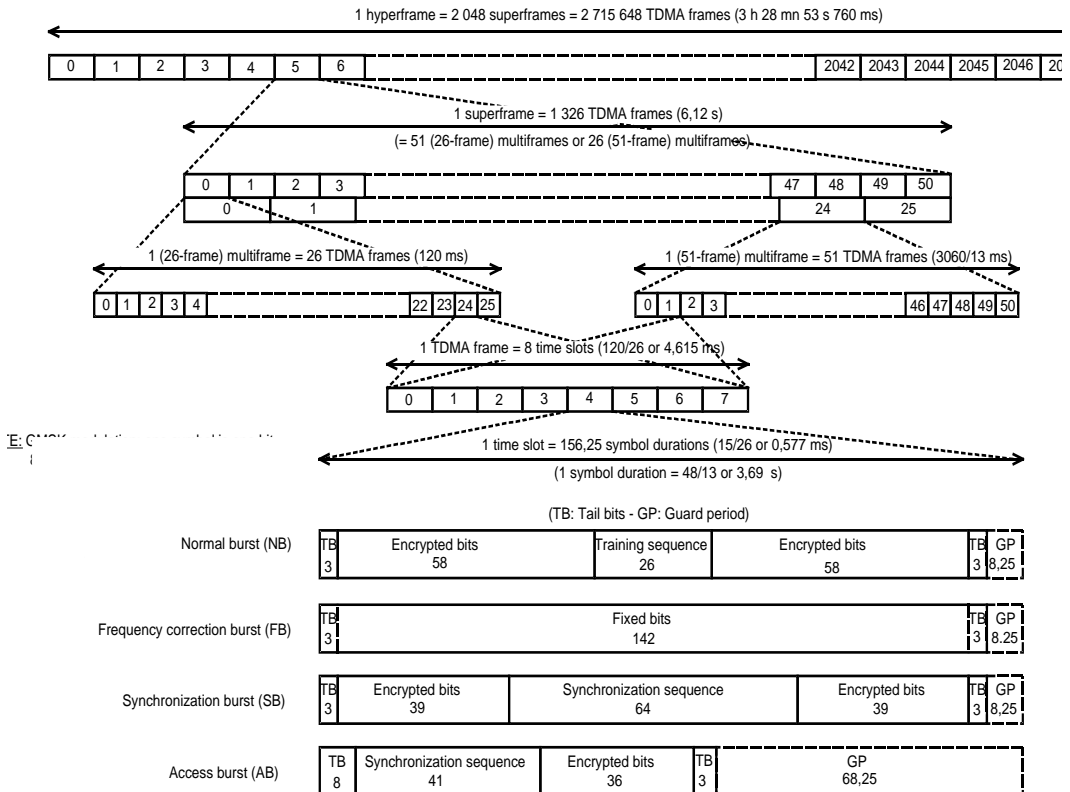 1 hyperframe = 2 048 superframes = 2 715 648 TDMA frames (3 h 28 mn 53 s 760 ms)
0 1 2 3 4 5 6 2042 2043 2044 2045 2046 20
1 superframe = 1 326 TDMA frames (6,12 s)
(= 51 (26-frame) multiframes or 26 (51-frame) multiframes)
0 1 2 3 47 48 49 50
0 1 24 25
1 (26-frame) multiframe = 26 TDMA frames (120 ms) 1 (51-frame) multiframe = 51 TDMA frames (3060/13 ms)
0 1 2 3 4 22 23 24 25 0 1 2 3 46 47 48 49 50
1 TDMA frame = 8 time slots (120/26 or 4,615 ms)
0 1 2 3 4 5 6 7
E:
1 time slot = 156,25 symbol durations (15/26 or 0,577 ms)
(1 symbol duration = 48/13 or 3,69 s)
(TB: Tail bits - GP: Guard period)
Normal burst (NB) TB Encrypted bits Training sequence Encrypted bits TB GP
3 58 26 58 3 8,25
Frequency correction burst (FB) TB Fixed bits TB GP
3 142 3 8.25
Synchronization burst (SB) TB Encrypted bits Synchronization sequence Encrypted bits TB GP
3 39 64 39 3 8,25
Access burst (AB) TB Synchronization sequence Encrypted bits TB GP
8 41 36 3 68,25